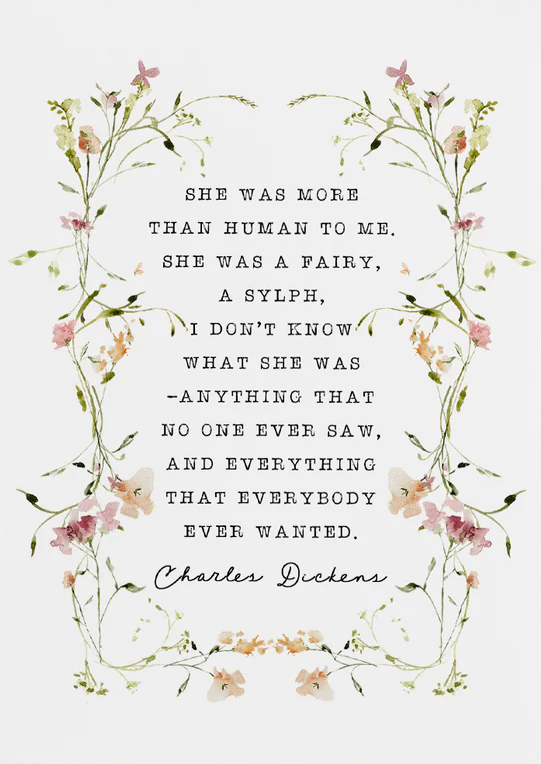 SHE WAS MORE
THAN HUMAN TO ME.
SHE WAS A FAIRY,
A SYLPH,
I DON'T KNOW
WHAT SHE WAS
-ANYTHING THAT
NO ONE EVER SAW,
AND EVERYTHING
THAT EVERYBODY
EVER WANTED.
Charles Dickens